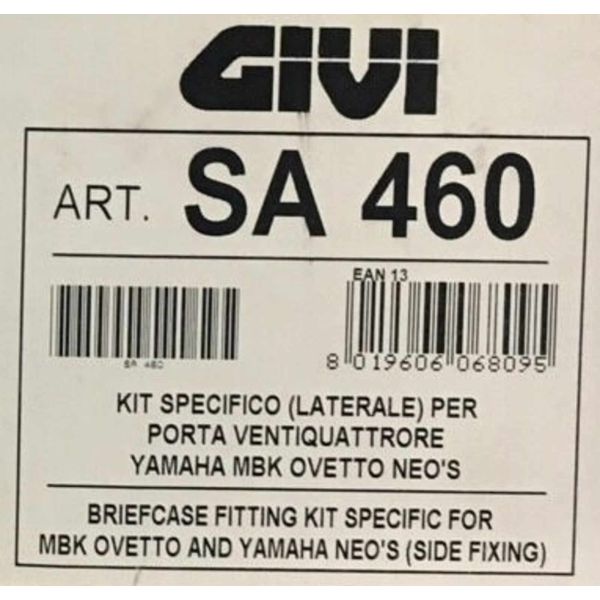 GIVI
ART. SA 460
EAN 13
SA 460
8 019606 068095
KIT SPECIFICO (LATERALE) PER
PORTA VENTIQUATTRORE
YAMAHA MBK OVETTO NEO'S
BRIEFCASE FITTING KIT SPECIFIC FOR
MBK OVETTO AND YAMAHA NEO'S (SIDE FIXING)